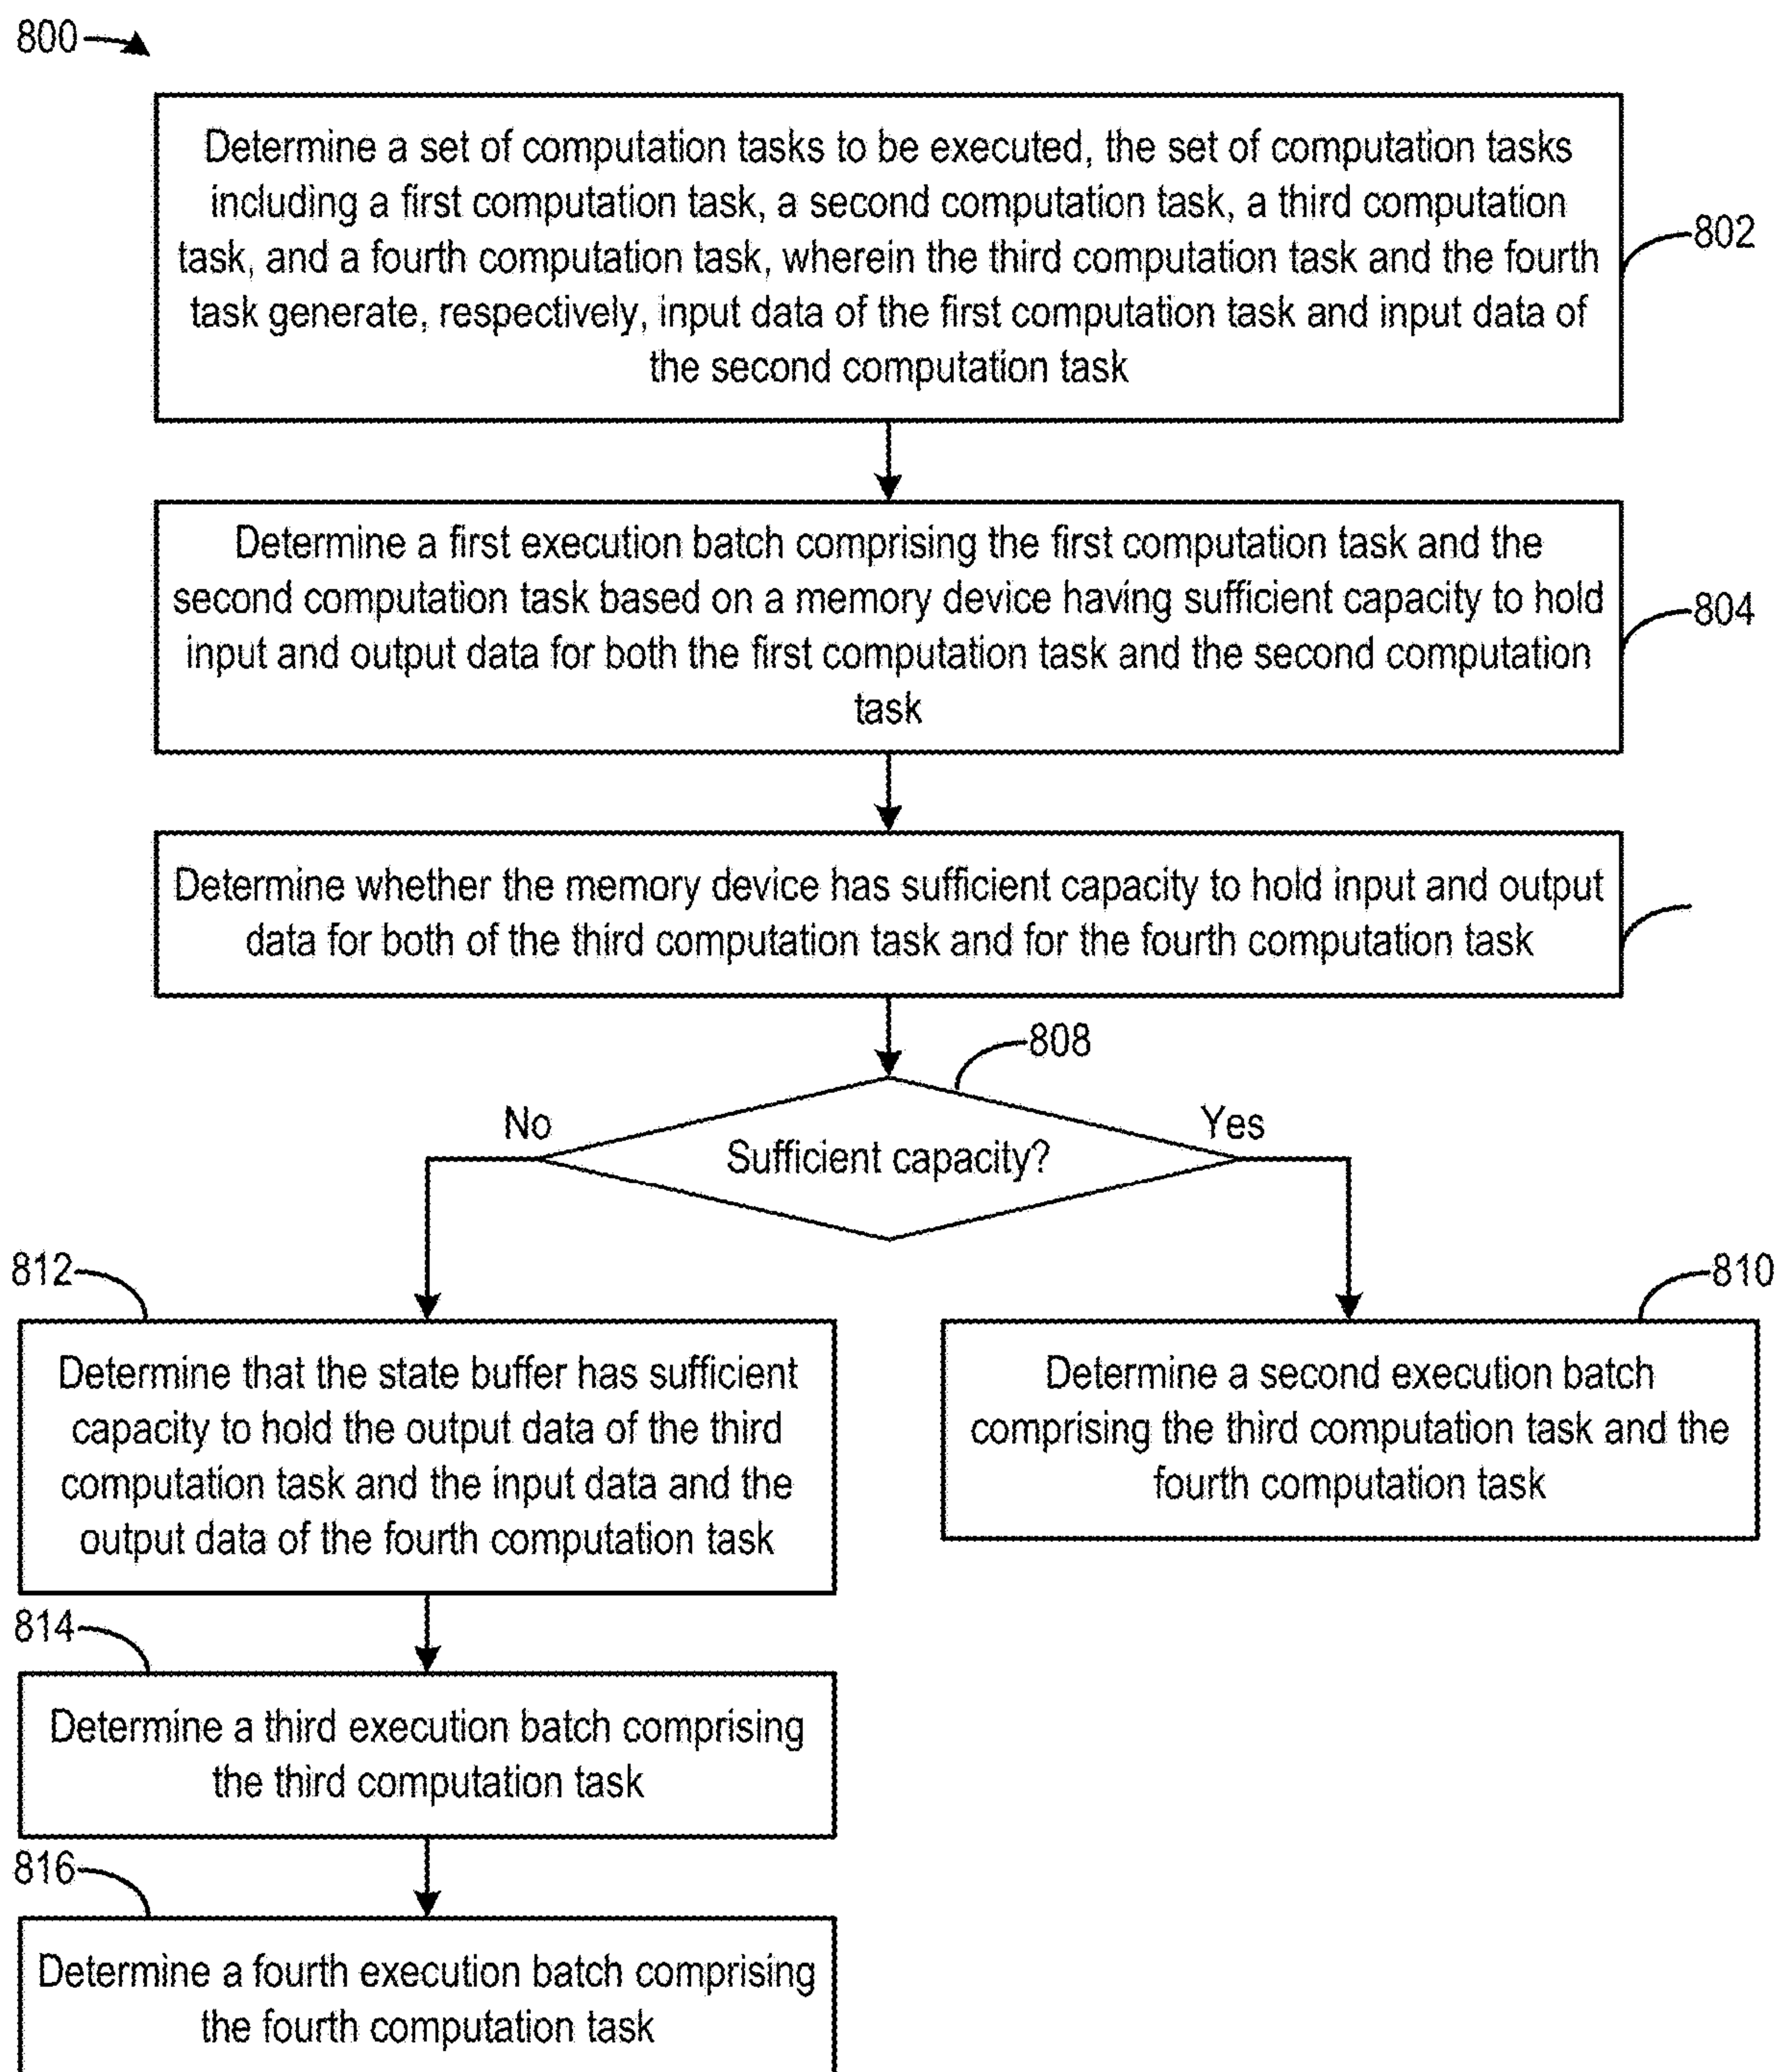 800
Determine a set of computation tasks to be executed, the set of computation tasks
including a first computation task, a second computation task, a third computation
task, and a fourth computation task, wherein the third computation task and the fourth
task generate, respectively, input data of the first computation task and input data of
the second computation task
802
Determine a first execution batch comprising the first computation task and the
second computation task based on a memory device having sufficient capacity to hold
input and output data for both the first computation task and the second computation
task
804
Determine whether the memory device has sufficient capacity to hold input and output
data for both of the third computation task and for the fourth computation task
808
No
Yes
Sufficient capacity?
812
810
Determine that the state buffer has sufficient
capacity to hold the output data of the third
computation task and the input data and the
output data of the fourth computation task
Determine a second execution batch
comprising the third computation task and the
fourth computation task
814
Determine a third execution batch comprising
the third computation task
816
Determine a fourth execution batch comprising
the fourth computation task